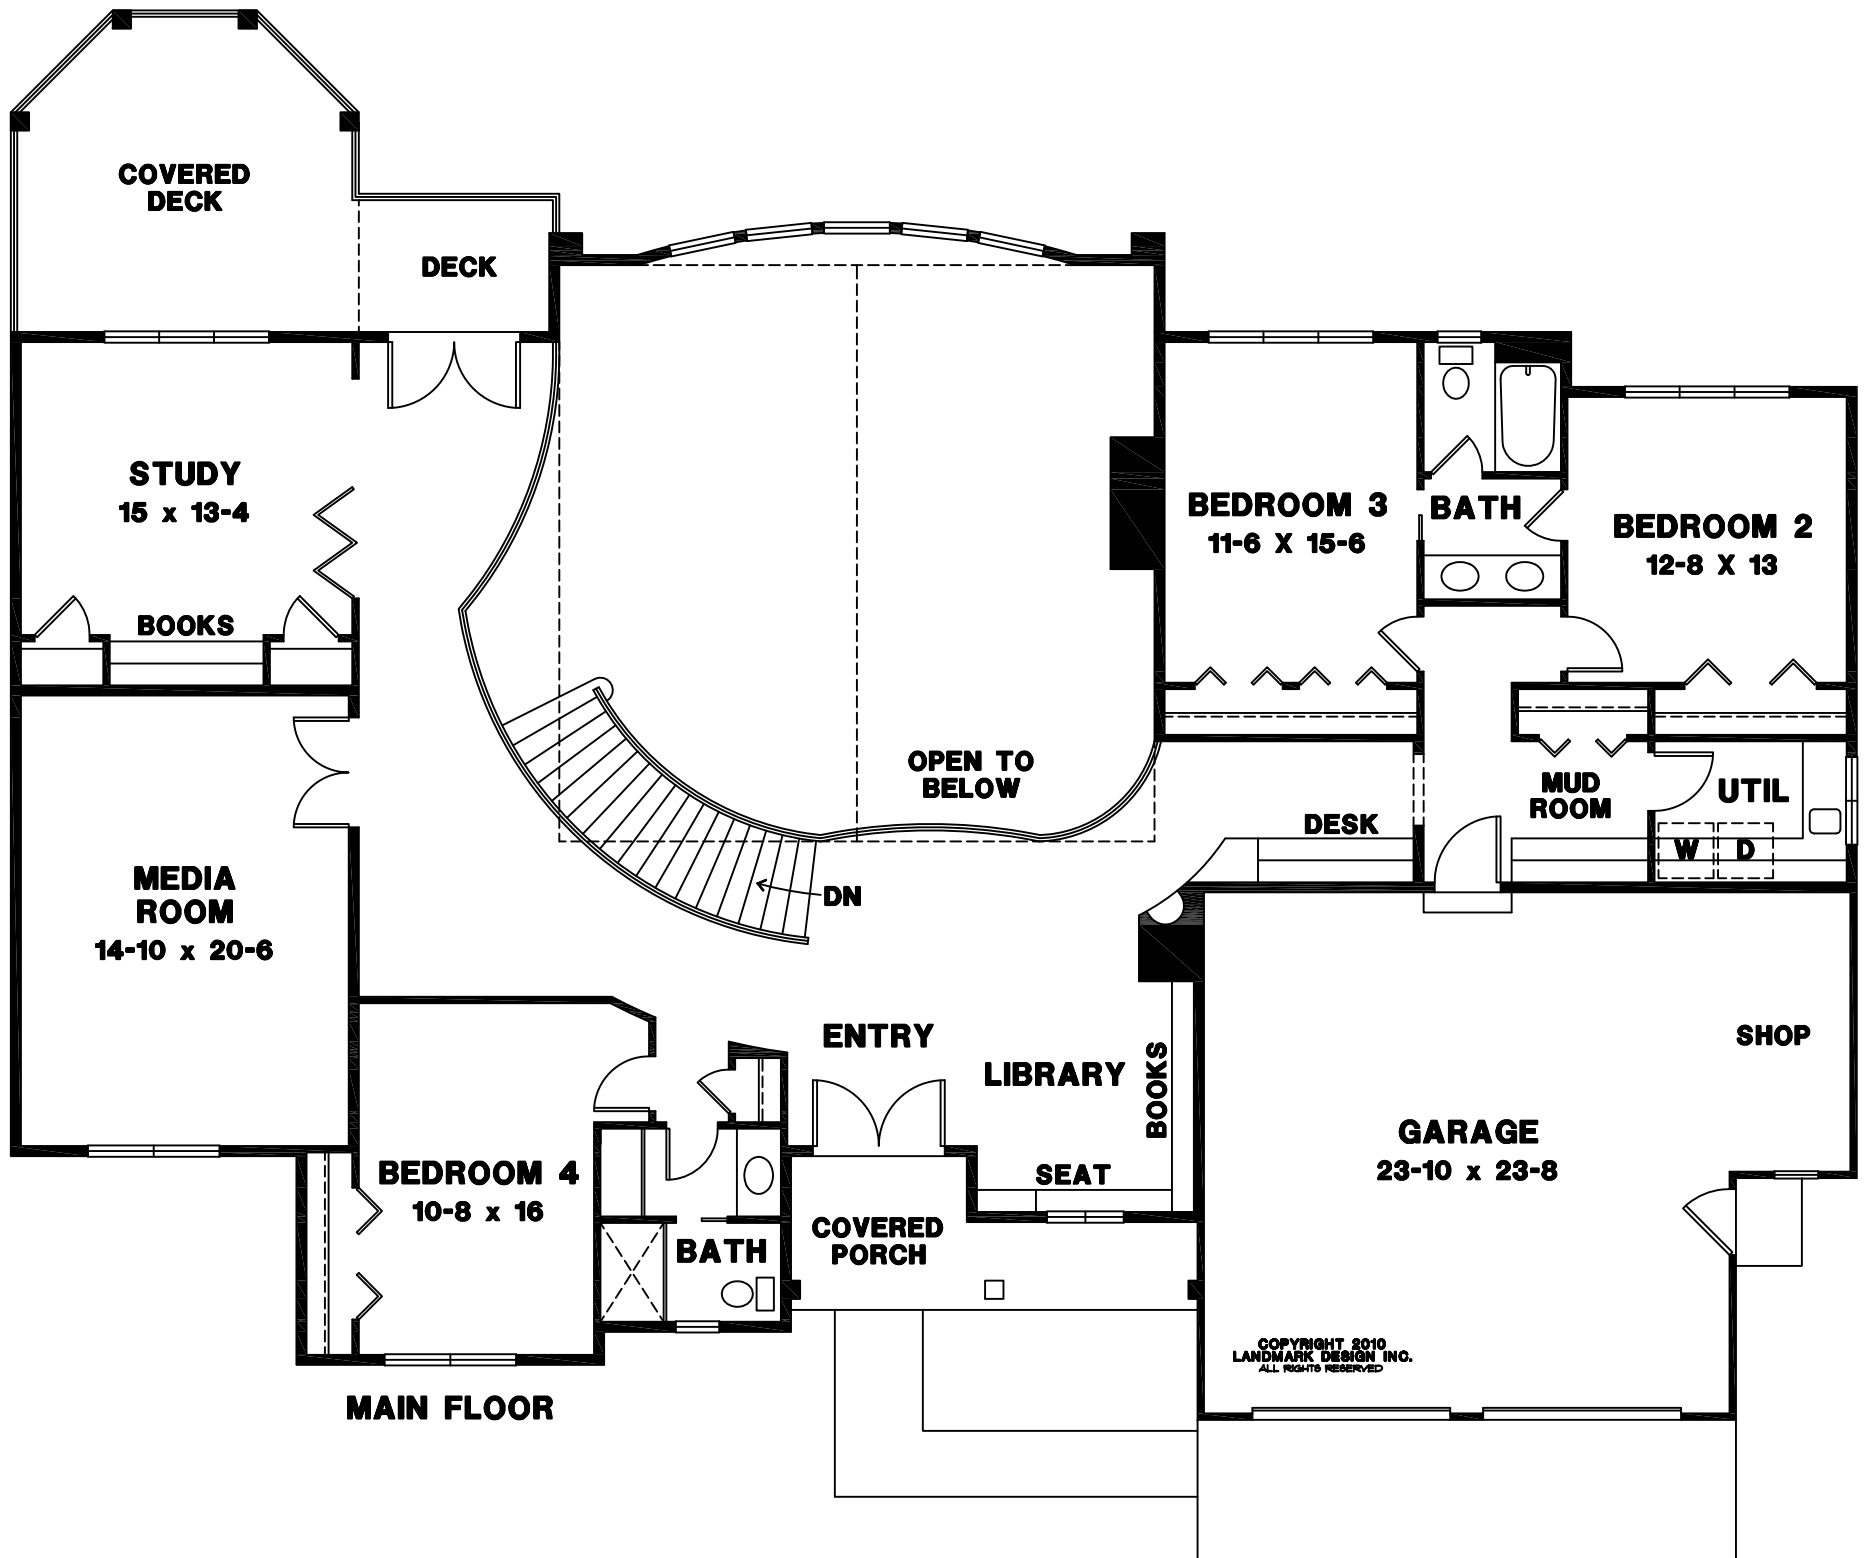 COVERED
DECK
DECK
STUDY
15 x 13-4
BOOKS
BEDROOM 3
11-6 X 15-6
BATH
BEDROOM 2
12-8 X 13
OPEN TO
BELOW
DESK
MUD
ROOM
UTIL
W
D
MEDIA
ROOM
14-10 x 20-6
DN
ENTRY
LIBRARY
BOOKS
SHOP
GARAGE
23-10 x 23-8
BEDROOM 4
10-8 x 16
SEAT
BATH
COVERED
PORCH
COPYRIGHT 2010
LANDMARK DESIGN INC.
ALL RIGHTS RESERVED
MAIN FLOOR